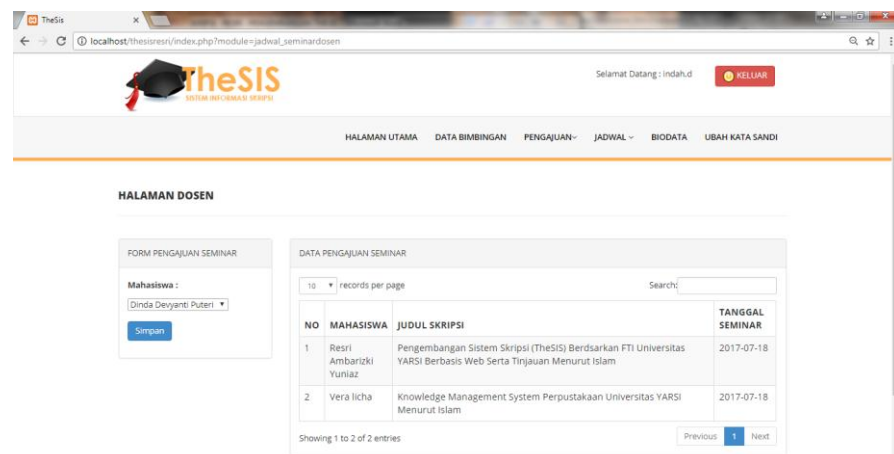 TheSis
localhost/thesisresri/index.php?module=jadwal_seminardosen
TheSIS
SISTEM INFORMASI SKRIPSI
Selamat Datang : indah.d
KELUAR
HALAMAN UTAMA DATA BIMBINGAN PENGAJUAN JADWAL BIODATA UBAH KATA SANDI
HALAMAN DOSEN
FORM PENGAJUAN SEMINAR
Mahasiswa :
Dinda Devyanti Puteri
Simpan
DATA PENGAJUAN SEMINAR
10 records per page Search:
NO MAHASISWA JUDUL SKRIPSI TANGGAL
SEMINAR
1 Resri Pengembangan Sistem Skripsi (TheSIS) Berdsarkan FTI Universitas 2017-07-18
Ambarizki YARSI Berbasis Web Serta Tinjauan Menurut Islam
Yuniaz
2 Vera licha Knowledge Management System Perpustakaan Universitas YARSI 2017-07-18
Menurut Islam
Showing 1 to 2 of 2 entries Previous 1 Next